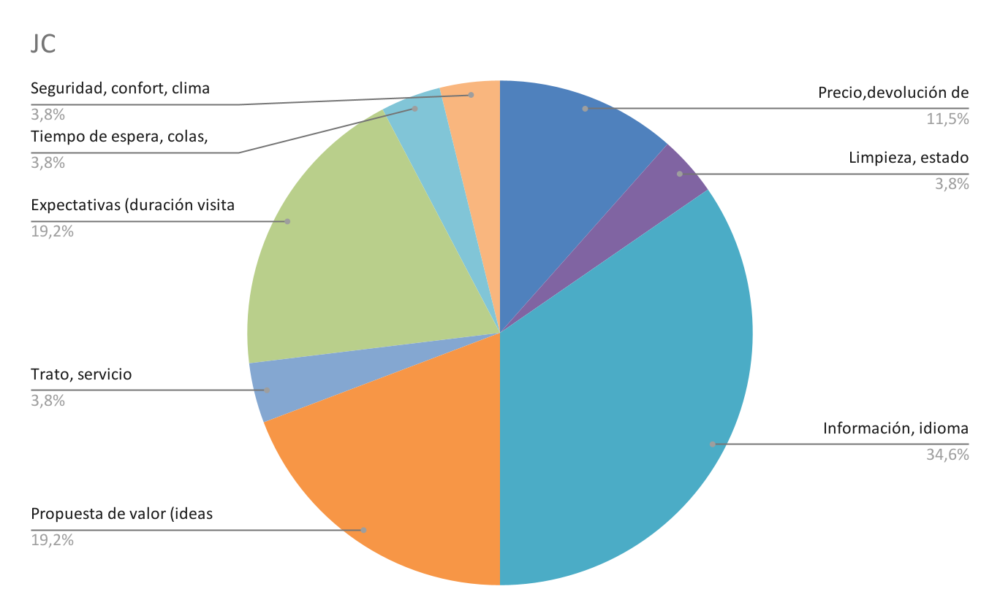 JC
Seguridad, confort, clima
3,8%
Tiempo de espera, colas,
3,8%
Expectativas (duración visita
19,2%
Trato, servicio
3,8%
Propuesta de valor (ideas
19,2%
Precio,devolución de
11,5%
Limpieza, estado
3,8%
Información, idioma
34,6%